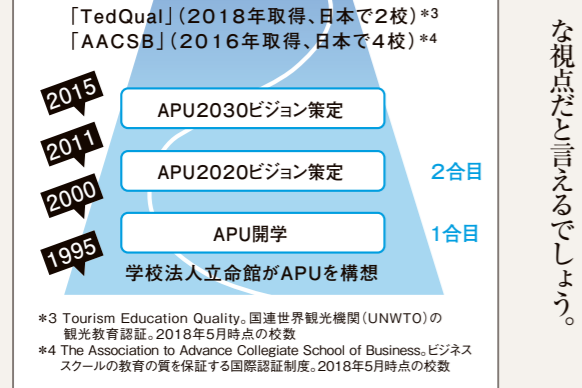 「TedQual」(2018年取得、日本で2校)*3
「AACSB」(2016年取得、日本で4校)*4
2015
APU2030ビジョン策定
2011
APU2020ビジョン策定
2合目
2000
APU開学
1合目
1995
学校法人立命館がAPUを構想
*3 Tourism Education Quality。国連世界観光機関(UNWTO)の
観光教育認証。2018年5月時点の校数
*4 The Association to Advance Collegiate School of Business。ビジネス
スクールの教育の質を保証する国際認証制度。2018年5月時点の校数
な視点だと言えるでしょう。